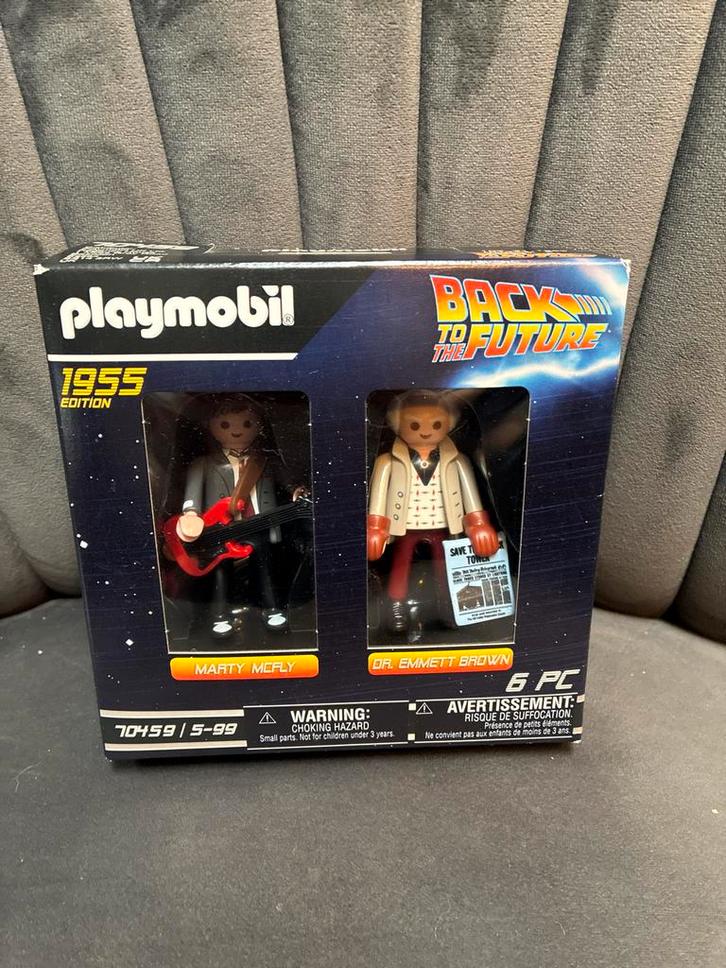 playmobil®
BACK
TO
THE FUTURE
1955
EDITION
SAVE
TOWER
MARTY MCFLY
DR. EMMETT BROWN
6 PC
70459 / 5-99
WARNING:
CHOKING HAZARD
Small parts. Not for children under 3 years.
AVERTISSEMENT:
RISQUE DE SUFFOCATION.
Présence de petits éléments.
Ne convient pas aux enfants de moins de 3 ans.